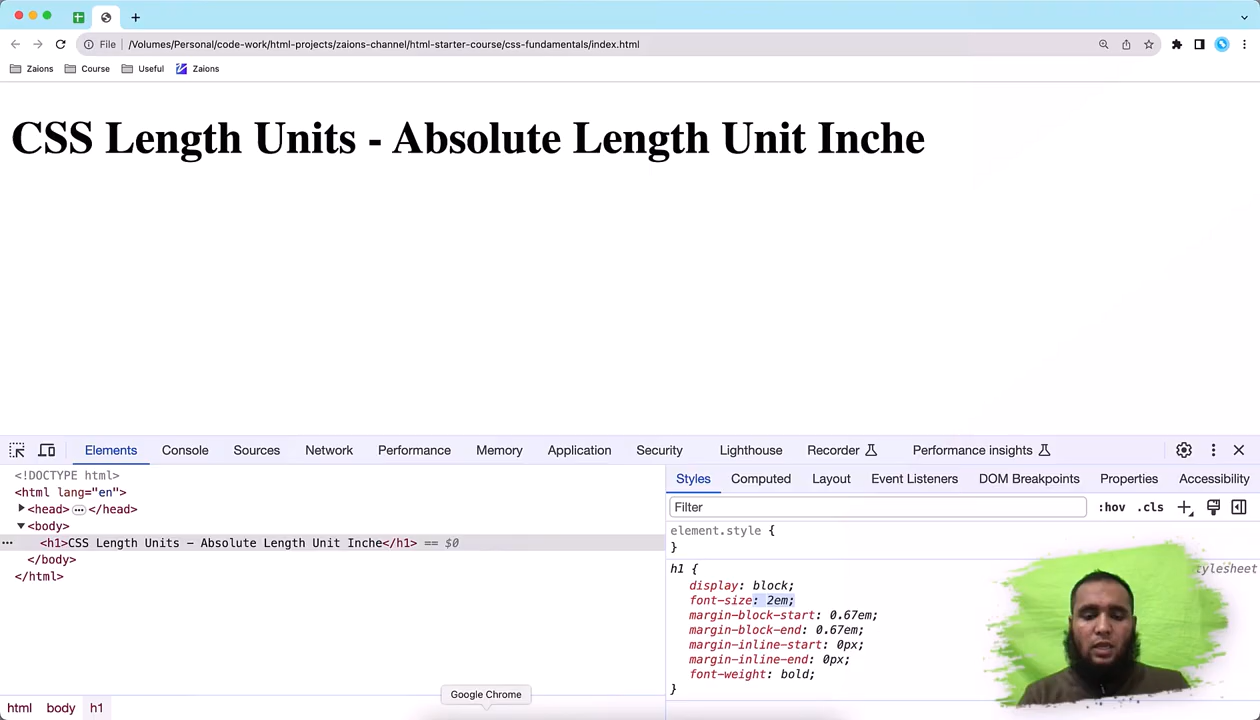 File /Volumes/Personal/code-work/html-projects/zaions-channel/html-starter-course/css-fundamentals/index.html
Zaions Course Useful Zaions
CSS Length Units - Absolute Length Unit Inche
Elements Console Sources Network Performance Memory Application Security Lighthouse Recorder Performance insights
<!DOCTYPE html>
<html lang="en">
<head> </head>
<body>
<h1>CSS Length Units - Absolute Length Unit Inche</h1> == $0
</body>
</html>
Styles Computed Layout Event Listeners DOM Breakpoints Properties Accessibility
Filter :hov .cls
element.style {
}
h1 {
display: block;
font-size: 2em;
margin-block-start: 0.67em;
margin-block-end: 0.67em;
margin-inline-start: 0px;
margin-inline-end: 0px;
font-weight: bold;
}
Google Chrome
html body h1